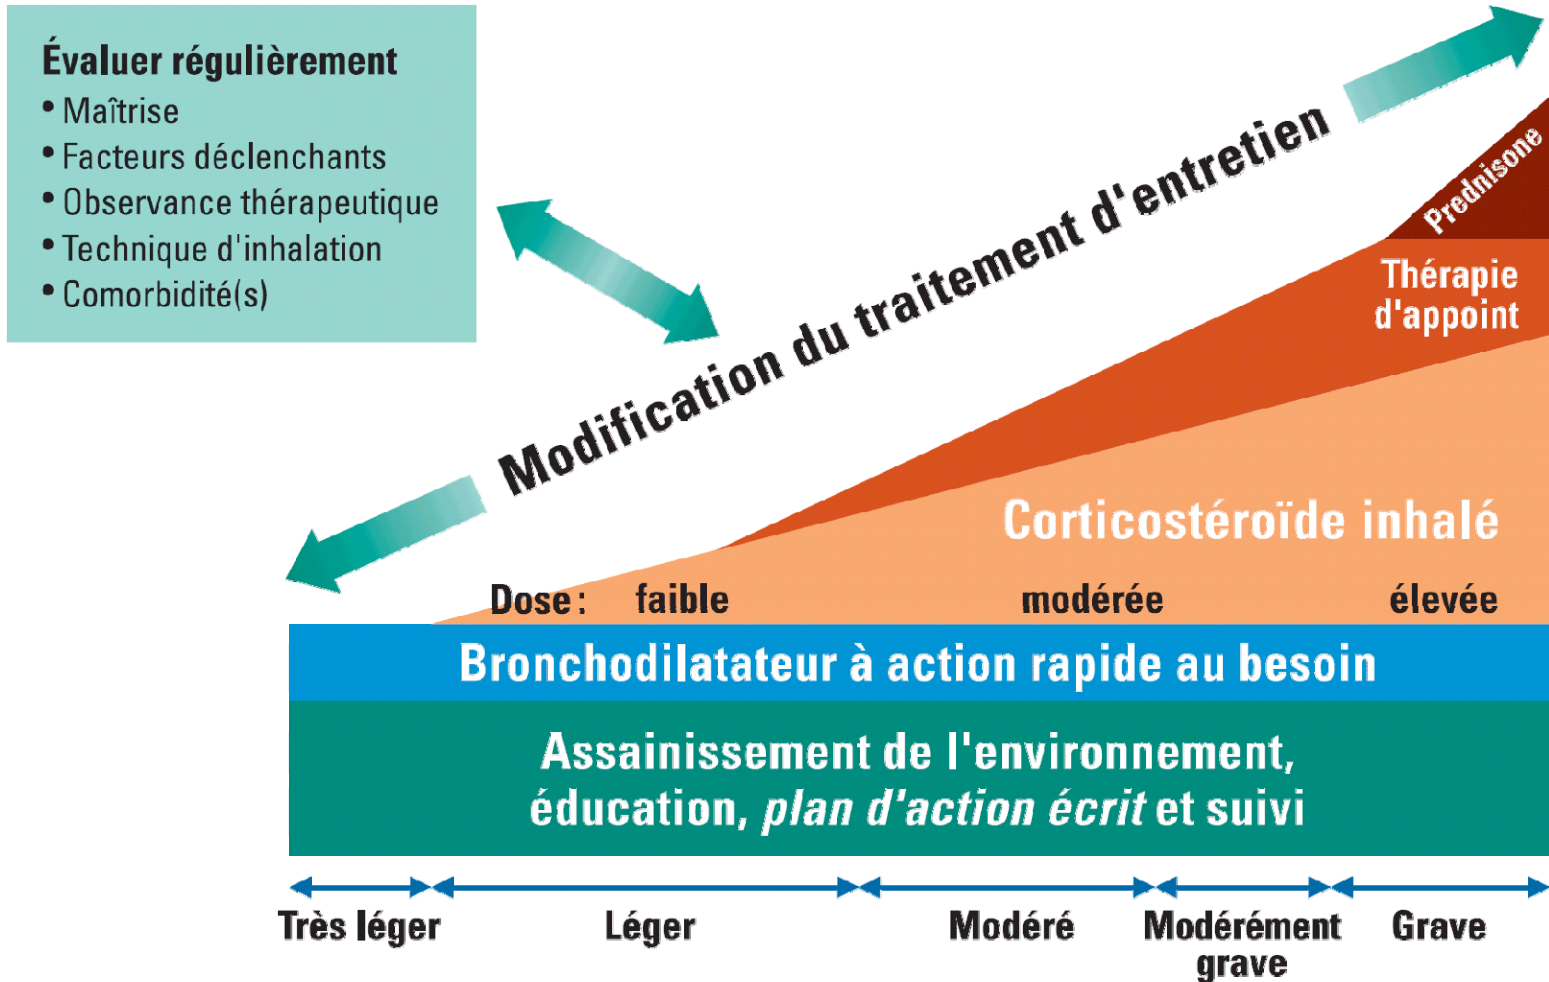 Évaluer régulièrement
• Maîtrise
• Facteurs déclenchants
• Observance thérapeutique
• Technique d'inhalation
• Comorbidité(s)
Modification du traitement d'entretien
Prednisone
Thérapie
d'appoint
Corticostéroïde inhalé
Dose : faible modérée élevée
Bronchodilatateur à action rapide au besoin
Assainissement de l'environnement,
éducation, plan d'action écrit et suivi
Très léger Léger Modéré Modérément Grave
grave